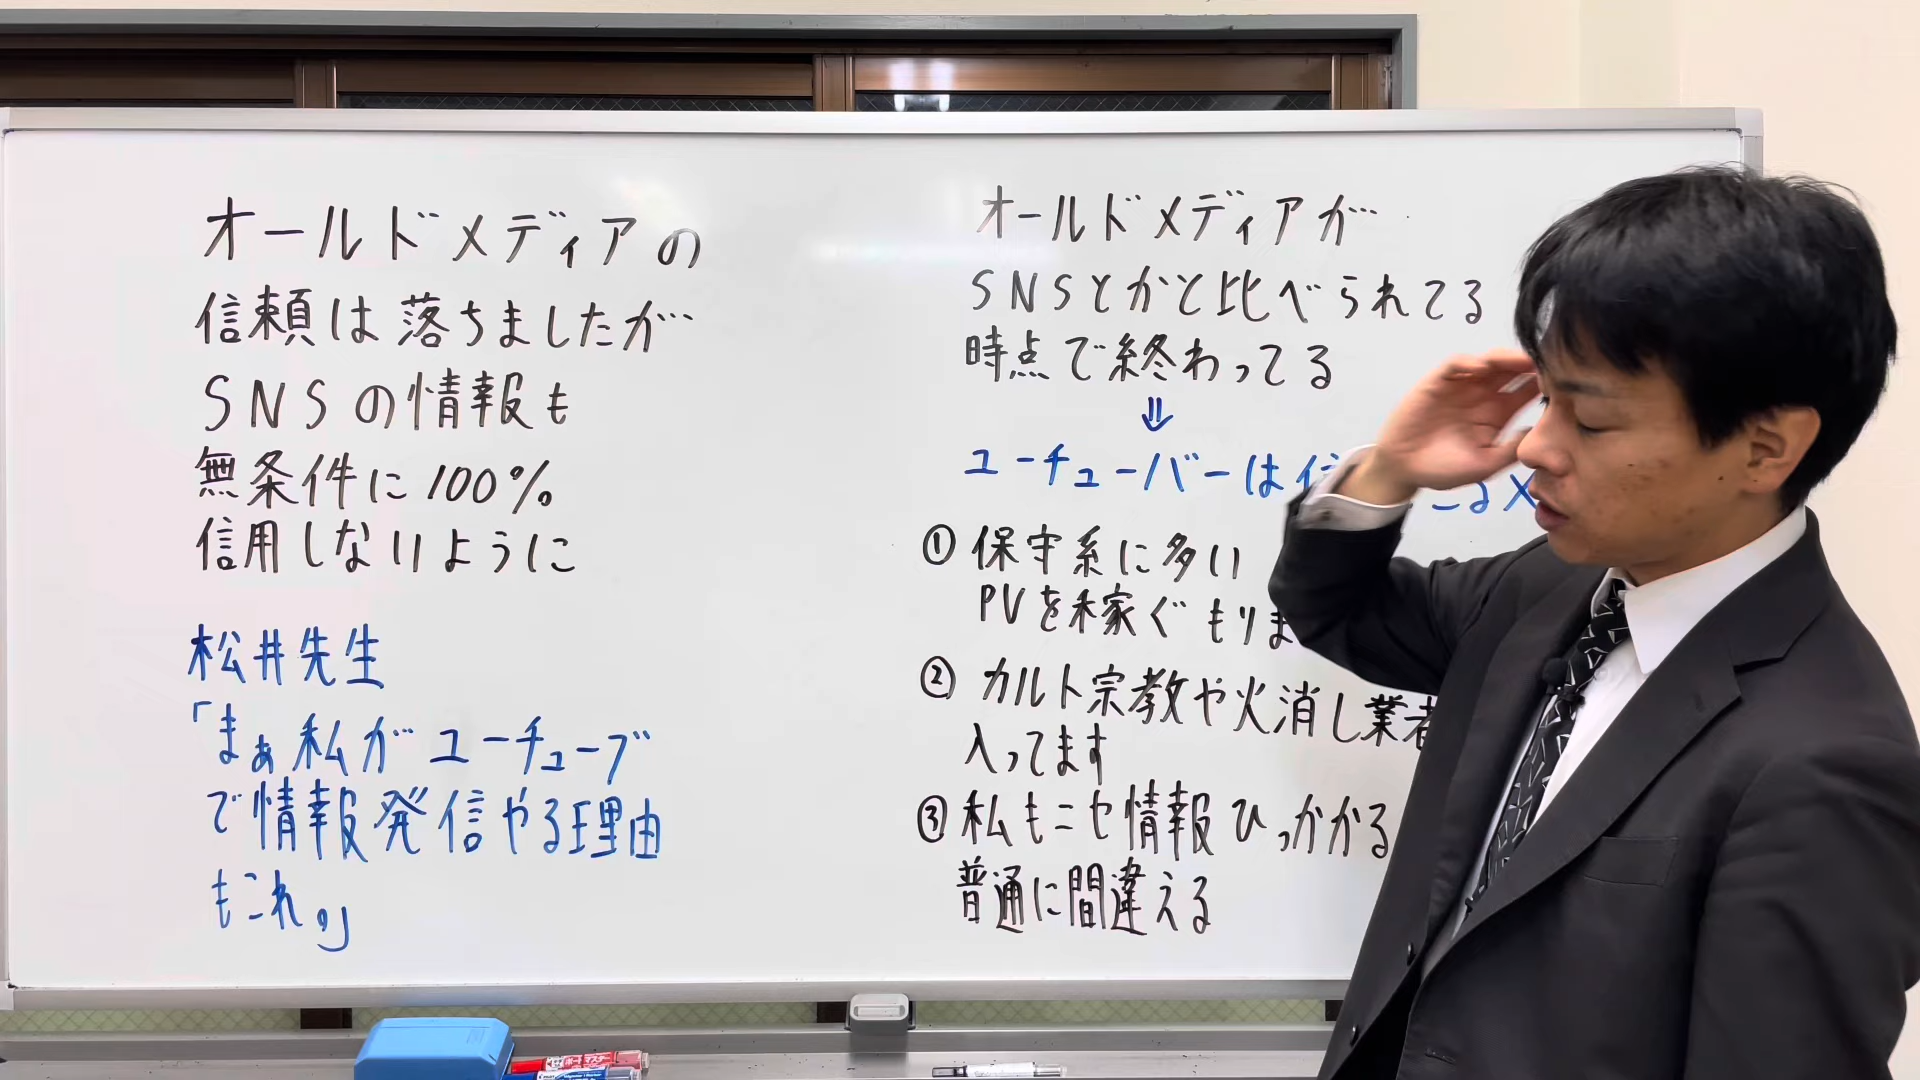 オールドメディアの
信頼は落ちましたが…
SNSの情報も
無条件に100%
信用しないように
松井先生
「まぁ私がユーチューブ
で情報発信やる理由
もこれ。」
オールドメディアが…
SNSとかと比べられてる
時点で終わってる
⇓
ユーチューバーは
① 保守系に多い
PVを稼ぐ
② カルト宗教や火消し業者
入ってます
③ 私もニセ情報ひっかかる
普通に間違える
ボードマスター